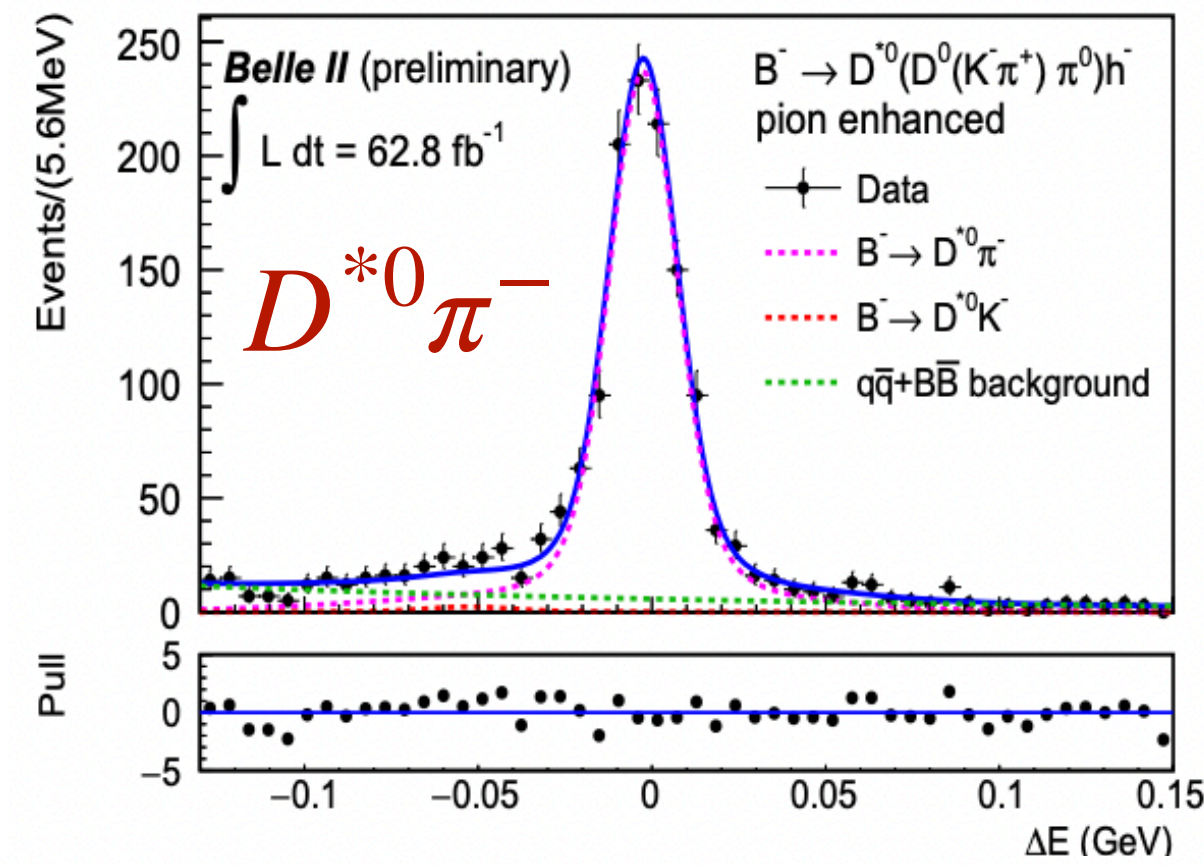 Events/(5.6MeV)
250
200
150
100
50
0
Belle II (preliminary)
∫ L dt = 62.8 fb⁻¹
D*⁰π⁻
B⁻ → D*⁰(D⁰(K⁻π⁺) π⁰)h⁻
pion enhanced
Data
B⁻ → D*⁰π⁻
B⁻ → D*⁰K⁻
qq̅+BB̅ background
Pull
5
0
−5
−0.1
−0.05
0
0.05
0.1
0.15
ΔE (GeV)